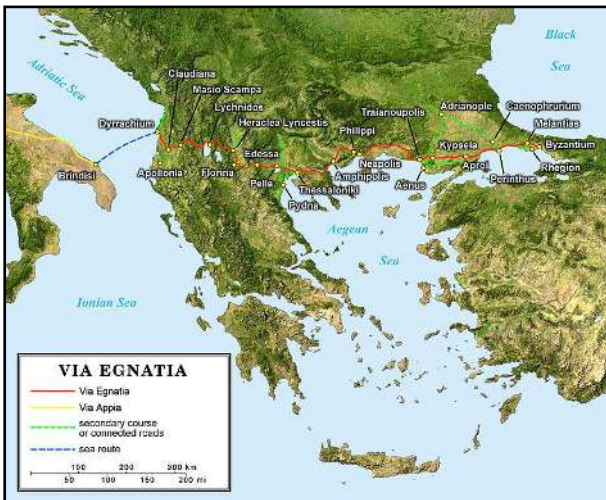 Black
Sea
Adriatic Sea
Claudiana
Masio Scampa
Lychnidos
Heraclea Lyncestis
Dyrrachium
Traianoupolis
Adrianople
Caenophrurium
Melantias
Philippi
Kypsela
Byzantium
Edessa
Brindisi
Apollonia
Florina
Neapolis
Aproi
Rhegion
Pella
Amphipolis
Aenus
Perinthus
Thessaloniki
Pydna
Aegean
Sea
Ionian Sea
VIA EGNATIA
Via Egnatia
Via Appia
secondary course
or connected roads
sea route
100 200 300 km
50 100 150 200 mi